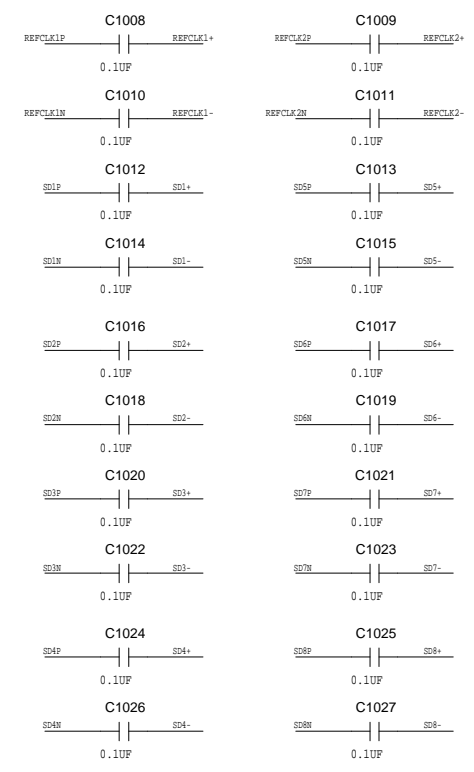 C1008 C1009
REFCLK1P REFCLK1+ REFCLK2P REFCLK2+
0.1UF 0.1UF
C1010 C1011
REFCLK1N REFCLK1- REFCLK2N REFCLK2-
0.1UF 0.1UF
C1012 C1013
SD1P SD1+ SD5P SD5+
0.1UF 0.1UF
C1014 C1015
SD1N SD1- SD5N SD5-
0.1UF 0.1UF
C1016 C1017
SD2P SD2+ SD6P SD6+
0.1UF 0.1UF
C1018 C1019
SD2N SD2- SD6N SD6-
0.1UF 0.1UF
C1020 C1021
SD3P SD3+ SD7P SD7+
0.1UF 0.1UF
C1022 C1023
SD3N SD3- SD7N SD7-
0.1UF 0.1UF
C1024 C1025
SD4P SD4+ SD8P SD8+
0.1UF 0.1UF
C1026 C1027
SD4N SD4- SD8N SD8-
0.1UF 0.1UF